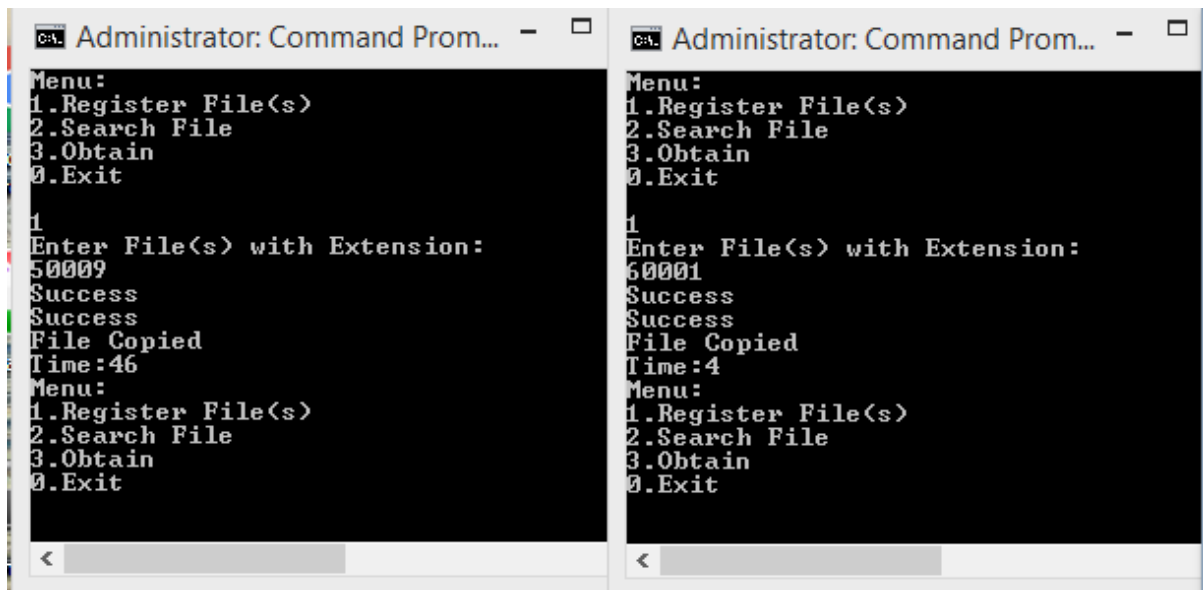 Administrator: Command Prom...
Menu:
1.Register File(s)
2.Search File
3.Obtain
0.Exit
1
Enter File(s) with Extension:
50009
Success
Success
File Copied
Time:46
Menu:
1.Register File(s)
2.Search File
3.Obtain
0.Exit
Administrator: Command Prom...
Menu:
1.Register File(s)
2.Search File
3.Obtain
0.Exit
1
Enter File(s) with Extension:
60001
Success
Success
File Copied
Time:4
Menu:
1.Register File(s)
2.Search File
3.Obtain
0.Exit